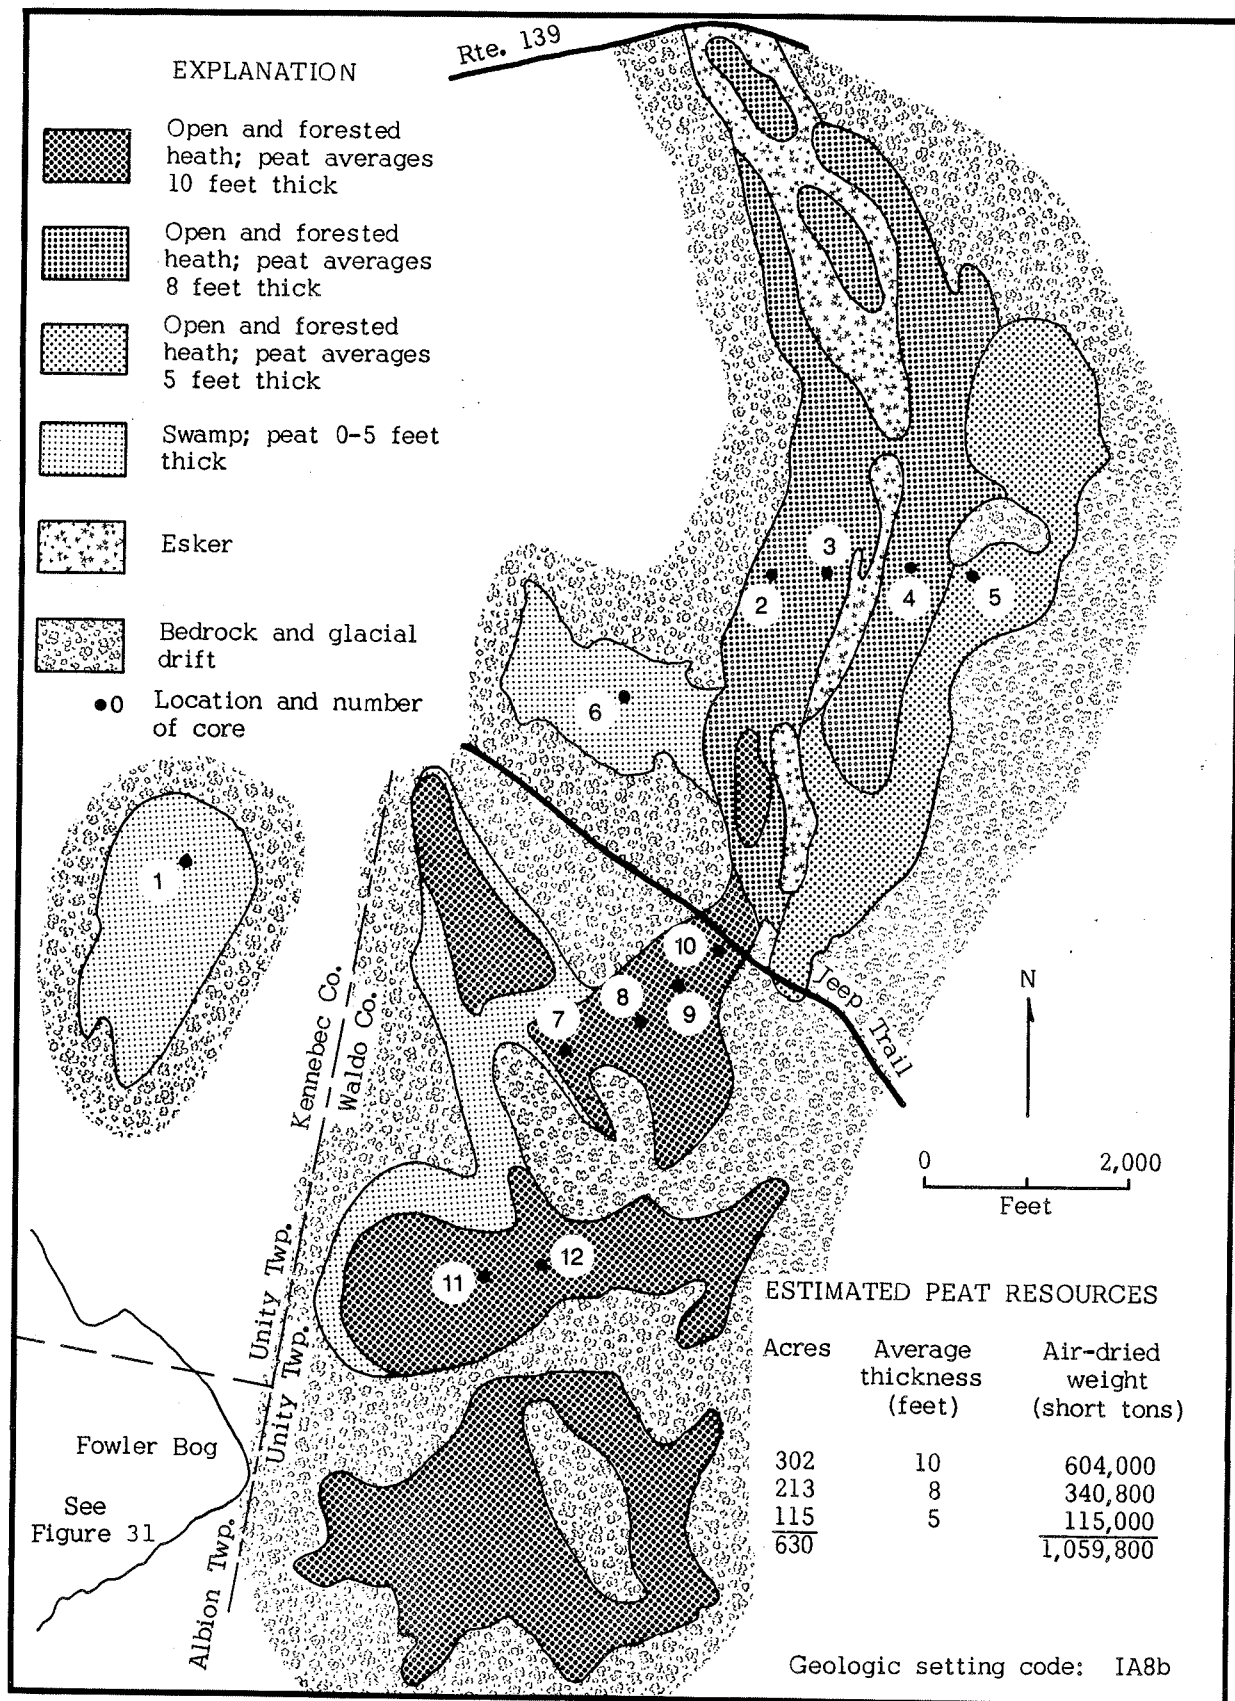 Rte. 139
EXPLANATION
Open and forested
heath; peat averages
10 feet thick
Open and forested
heath; peat averages
8 feet thick
Open and forested
heath; peat averages
5 feet thick
Swamp; peat 0-5 feet
thick
Esker
Bedrock and glacial
drift
0 Location and number
of core
3
2
4
5
6
1
10
8
9
7
12
11
Jeep Trail
Kennebec Co.
Waldo Co.
N
0 2,000
Feet
Unity Twp.
Unity Twp.
Albion Twp.
Fowler Bog
See
Figure 31
ESTIMATED PEAT RESOURCES
Acres Average Air-dried
thickness weight
(feet) (short tons)
302 10 604,000
213 8 340,800
115 5 115,000
630 1,059,800
Geologic setting code: IA8b